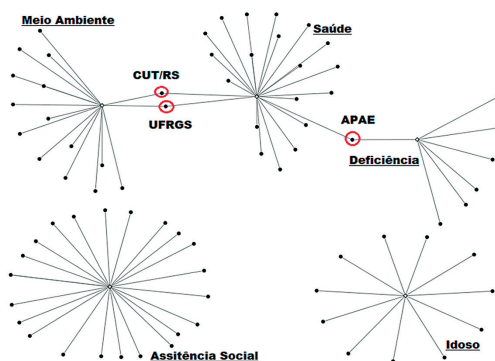 Meio Ambiente
Saúde
CUT/RS
UFRGS
APAE
Deficiência
Assitência Social
Idoso